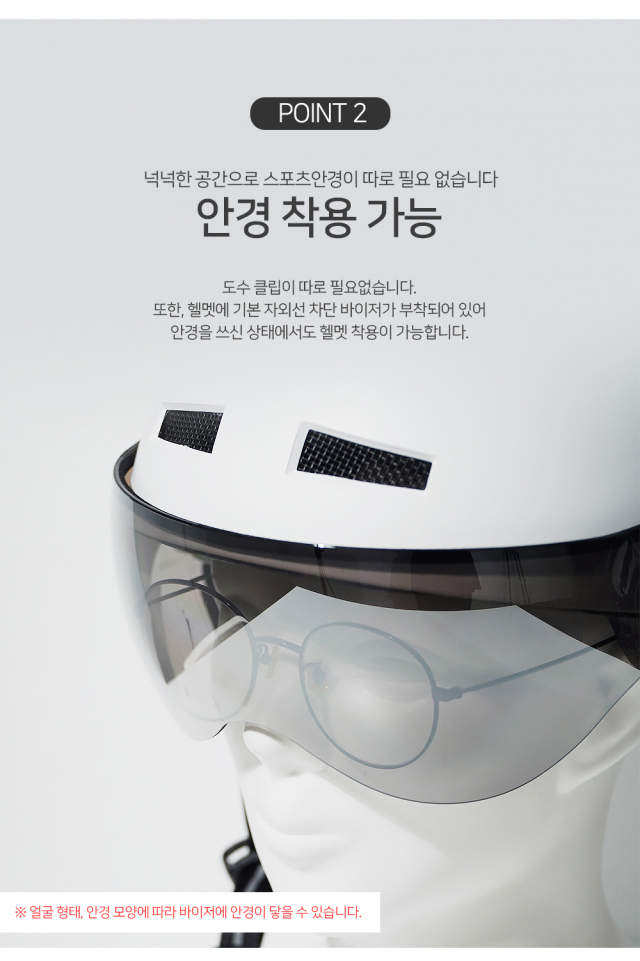 POINT 2
넉넉한 공간으로 스포츠안경이 따로 필요 없습니다
안경 착용 가능
도수 클립이 따로 필요없습니다.
또한, 헬멧에 기본 자외선 차단 바이저가 부착되어 있어
안경을 쓰신 상태에서도 헬멧 착용이 가능합니다.
※ 얼굴 형태, 안경 모양에 따라 바이저에 안경이 닿을 수 있습니다.